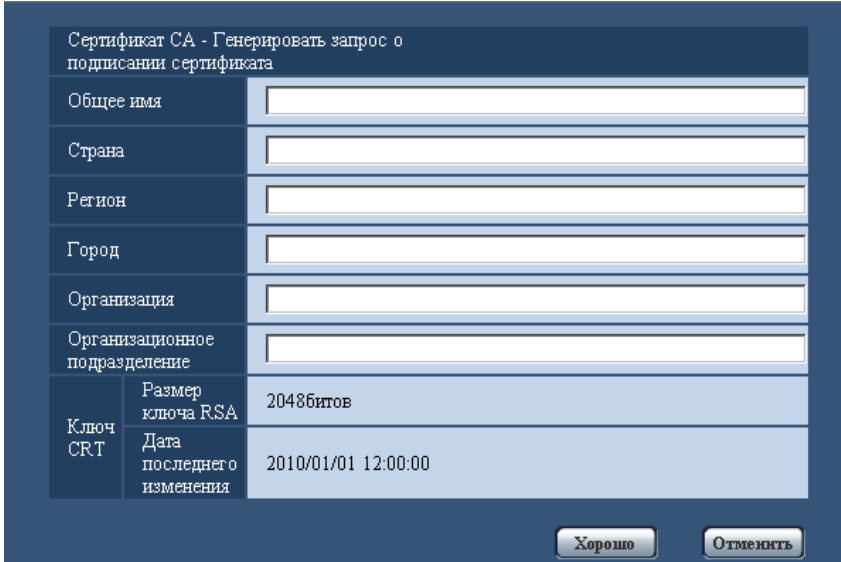 Сертификат СА - Генерировать запрос о
подписании сертификата
Общее имя
Страна
Регион
Город
Организация
Организационное
подразделение
Ключ
CRT
Размер
ключа RSA
2048битов
Дата
последнего
изменения
2010/01/01 12:00:00
Хорошо
Отменить